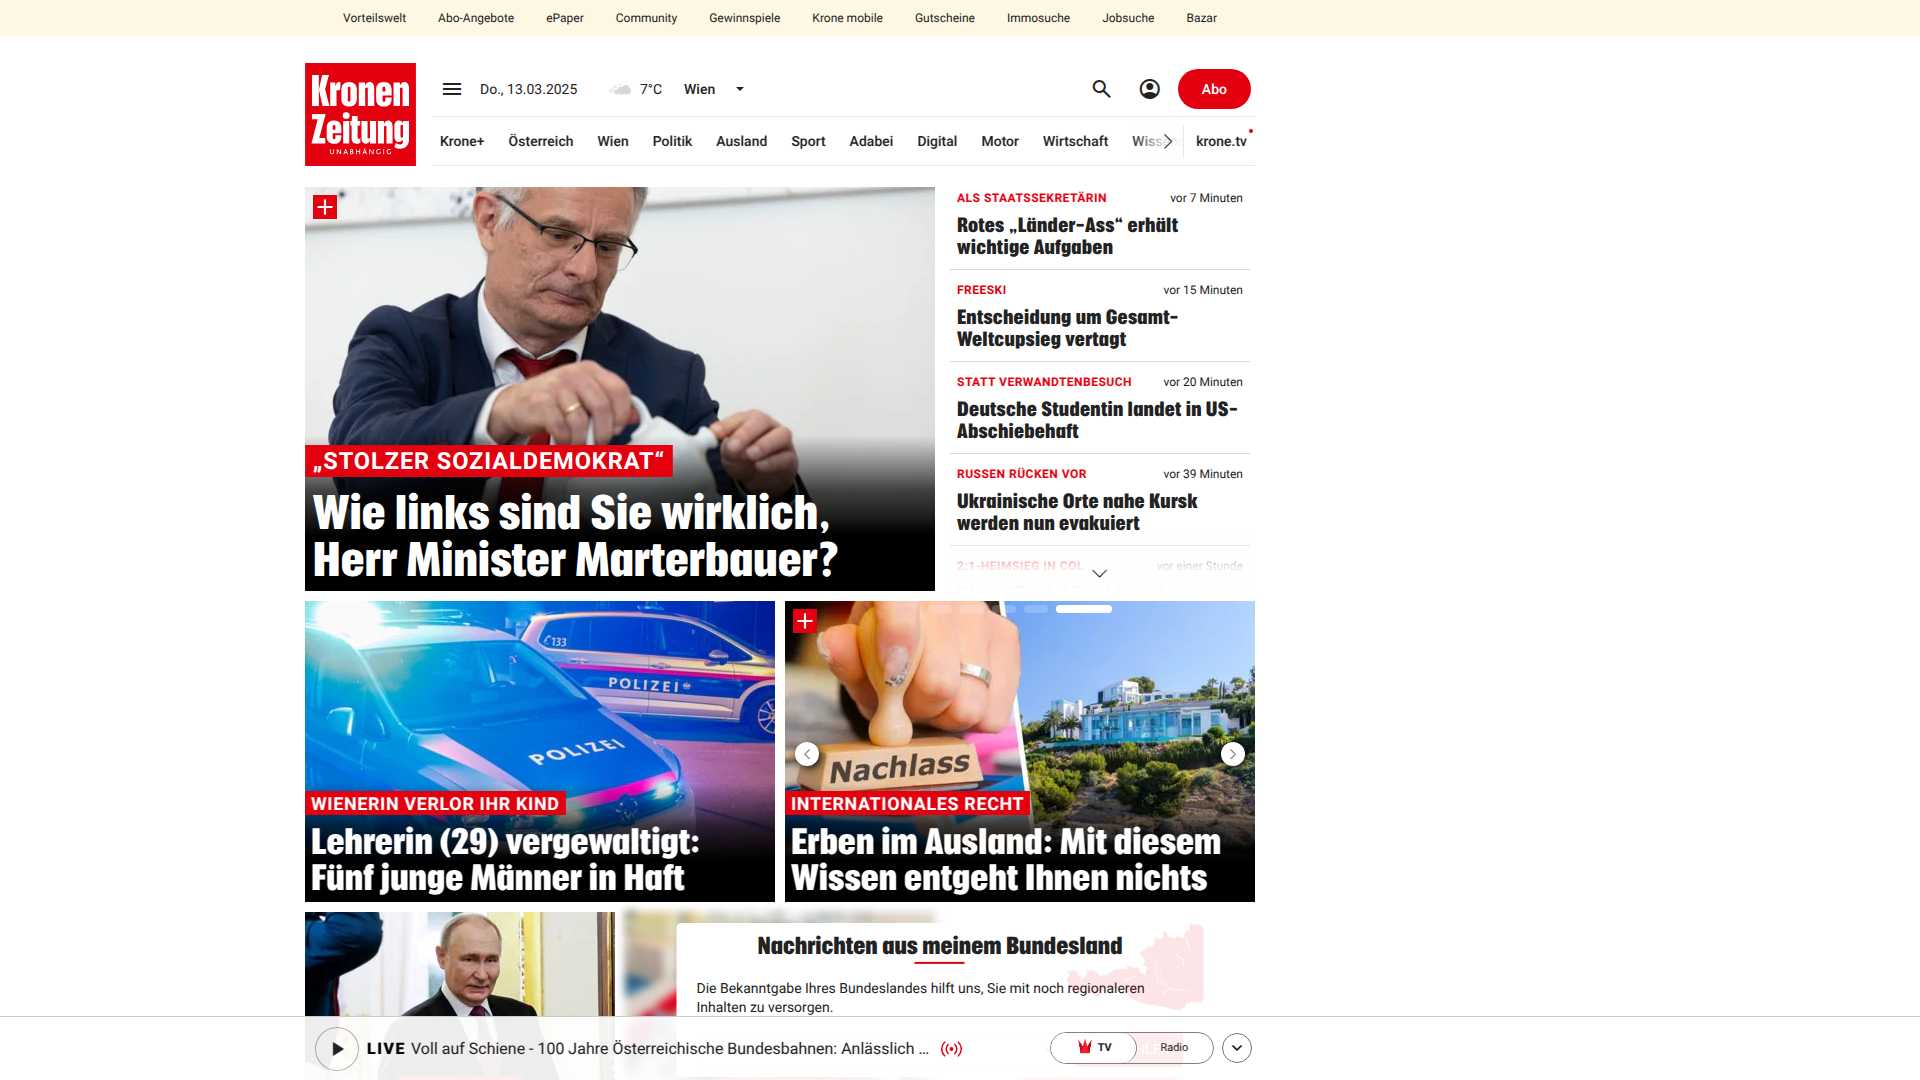 Vorteilswelt Abo-Angebote ePaper Community Gewinnspiele Krone mobile Gutscheine Immosuche Jobsuche Bazar
Kronen
Zeitung
UNABHÄNGIG
Do., 13.03.2025 7°C Wien
Abo
Krone+ Österreich Wien Politik Ausland Sport Adabei Digital Motor Wirtschaft krone.tv
„STOLZER SOZIALDEMOKRAT“
Wie links sind Sie wirklich,
Herr Minister Marterbauer?
ALS STAATSSEKRETÄRIN vor 7 Minuten
Rotes „Länder-Ass“ erhält
wichtige Aufgaben
FREESKI vor 15 Minuten
Entscheidung um Gesamt-
Weltcupsieg vertagt
STATT VERWANDTENBESUCH vor 20 Minuten
Deutsche Studentin landet in US-
Abschiebehaft
RUSSEN RÜCKEN VOR vor 39 Minuten
Ukrainische Orte nahe Kursk
werden nun evakuiert
2:1-HEIMSIEG IN COL vor einer Stunde
133
POLIZEI
POLIZEI
WIENERIN VERLOR IHR KIND
Lehrerin (29) vergewaltigt:
Fünf junge Männer in Haft
Nachlass
INTERNATIONALES RECHT
Erben im Ausland: Mit diesem
Wissen entgeht Ihnen nichts
Nachrichten aus meinem Bundesland
Die Bekanntgabe Ihres Bundeslandes hilft uns, Sie mit noch regionaleren
Inhalten zu versorgen.
LIVE Voll auf Schiene - 100 Jahre Österreichische Bundesbahnen: Anlässlich ...
TV Radio